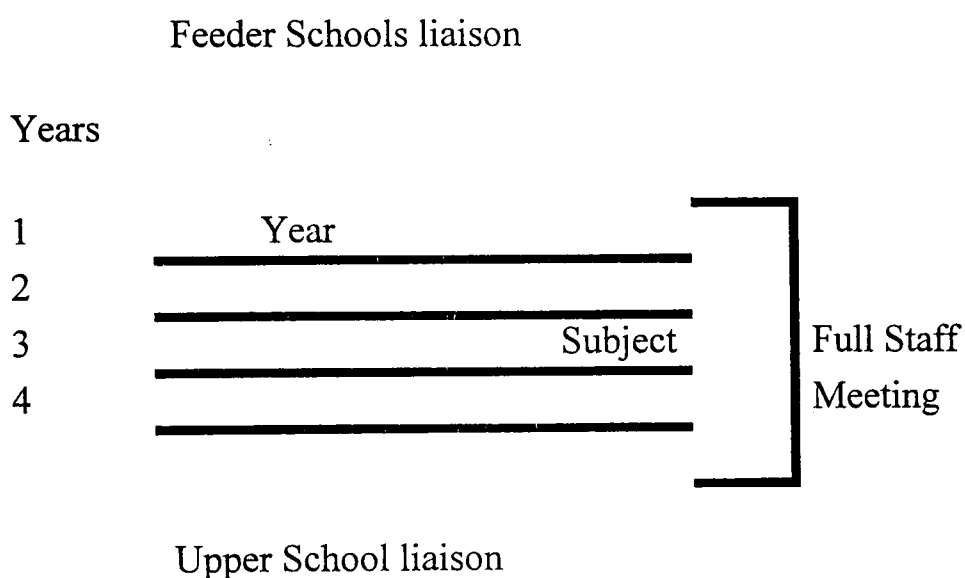 Feeder Schools liaison
Years
1 Year
2
3 Subject Full Staff
4 Meeting
Upper School liaison